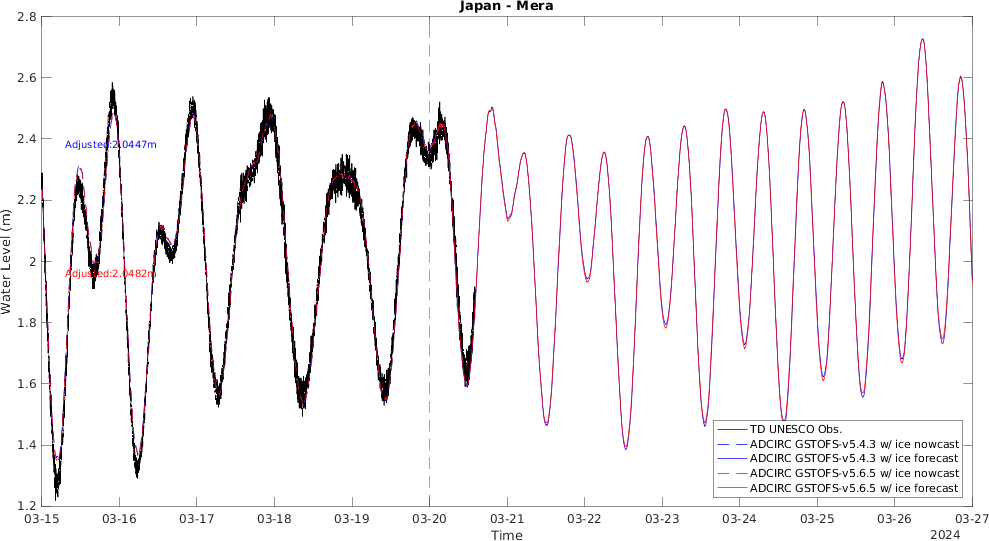 Japan - Mera
Water Level (m)
2.8
2.6
2.4
2.2
2
1.8
1.6
1.4
1.2
Adjusted:2.0447m
Adjusted:2.0482m
TD UNESCO Obs.
ADCIRC GSTOFS-v5.4.3 w/ ice nowcast
ADCIRC GSTOFS-v5.4.3 w/ ice forecast
ADCIRC GSTOFS-v5.6.5 w/ ice nowcast
ADCIRC GSTOFS-v5.6.5 w/ ice forecast
03-15 03-16 03-17 03-18 03-19 03-20 03-21 03-22 03-23 03-24 03-25 03-26 03-27
Time
2024